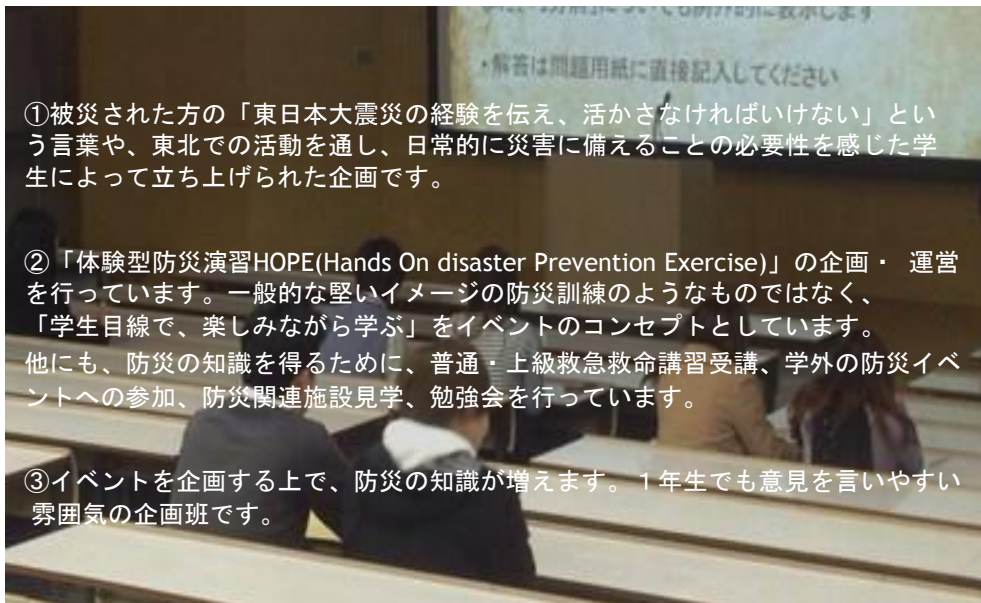 ・解答は問題用紙に直接記入してください
①被災された方の「東日本大震災の経験を伝え、活かさなければいけない」とい
う言葉や、東北での活動を通し、日常的に災害に備えることの必要性を感じた学
生によって立ち上げられた企画です。
②「体験型防災演習HOPE(Hands On disaster Prevention Exercise)」の企画・ 運営
を行っています。一般的な堅いイメージの防災訓練のようなものではなく、
「学生目線で、楽しみながら学ぶ」をイベントのコンセプトとしています。
他にも、防災の知識を得るために、普通・上級救急救命講習受講、学外の防災イベ
ントへの参加、防災関連施設見学、勉強会を行っています。
③イベントを企画する上で、防災の知識が増えます。１年生でも意見を言いやすい
雰囲気の企画班です。